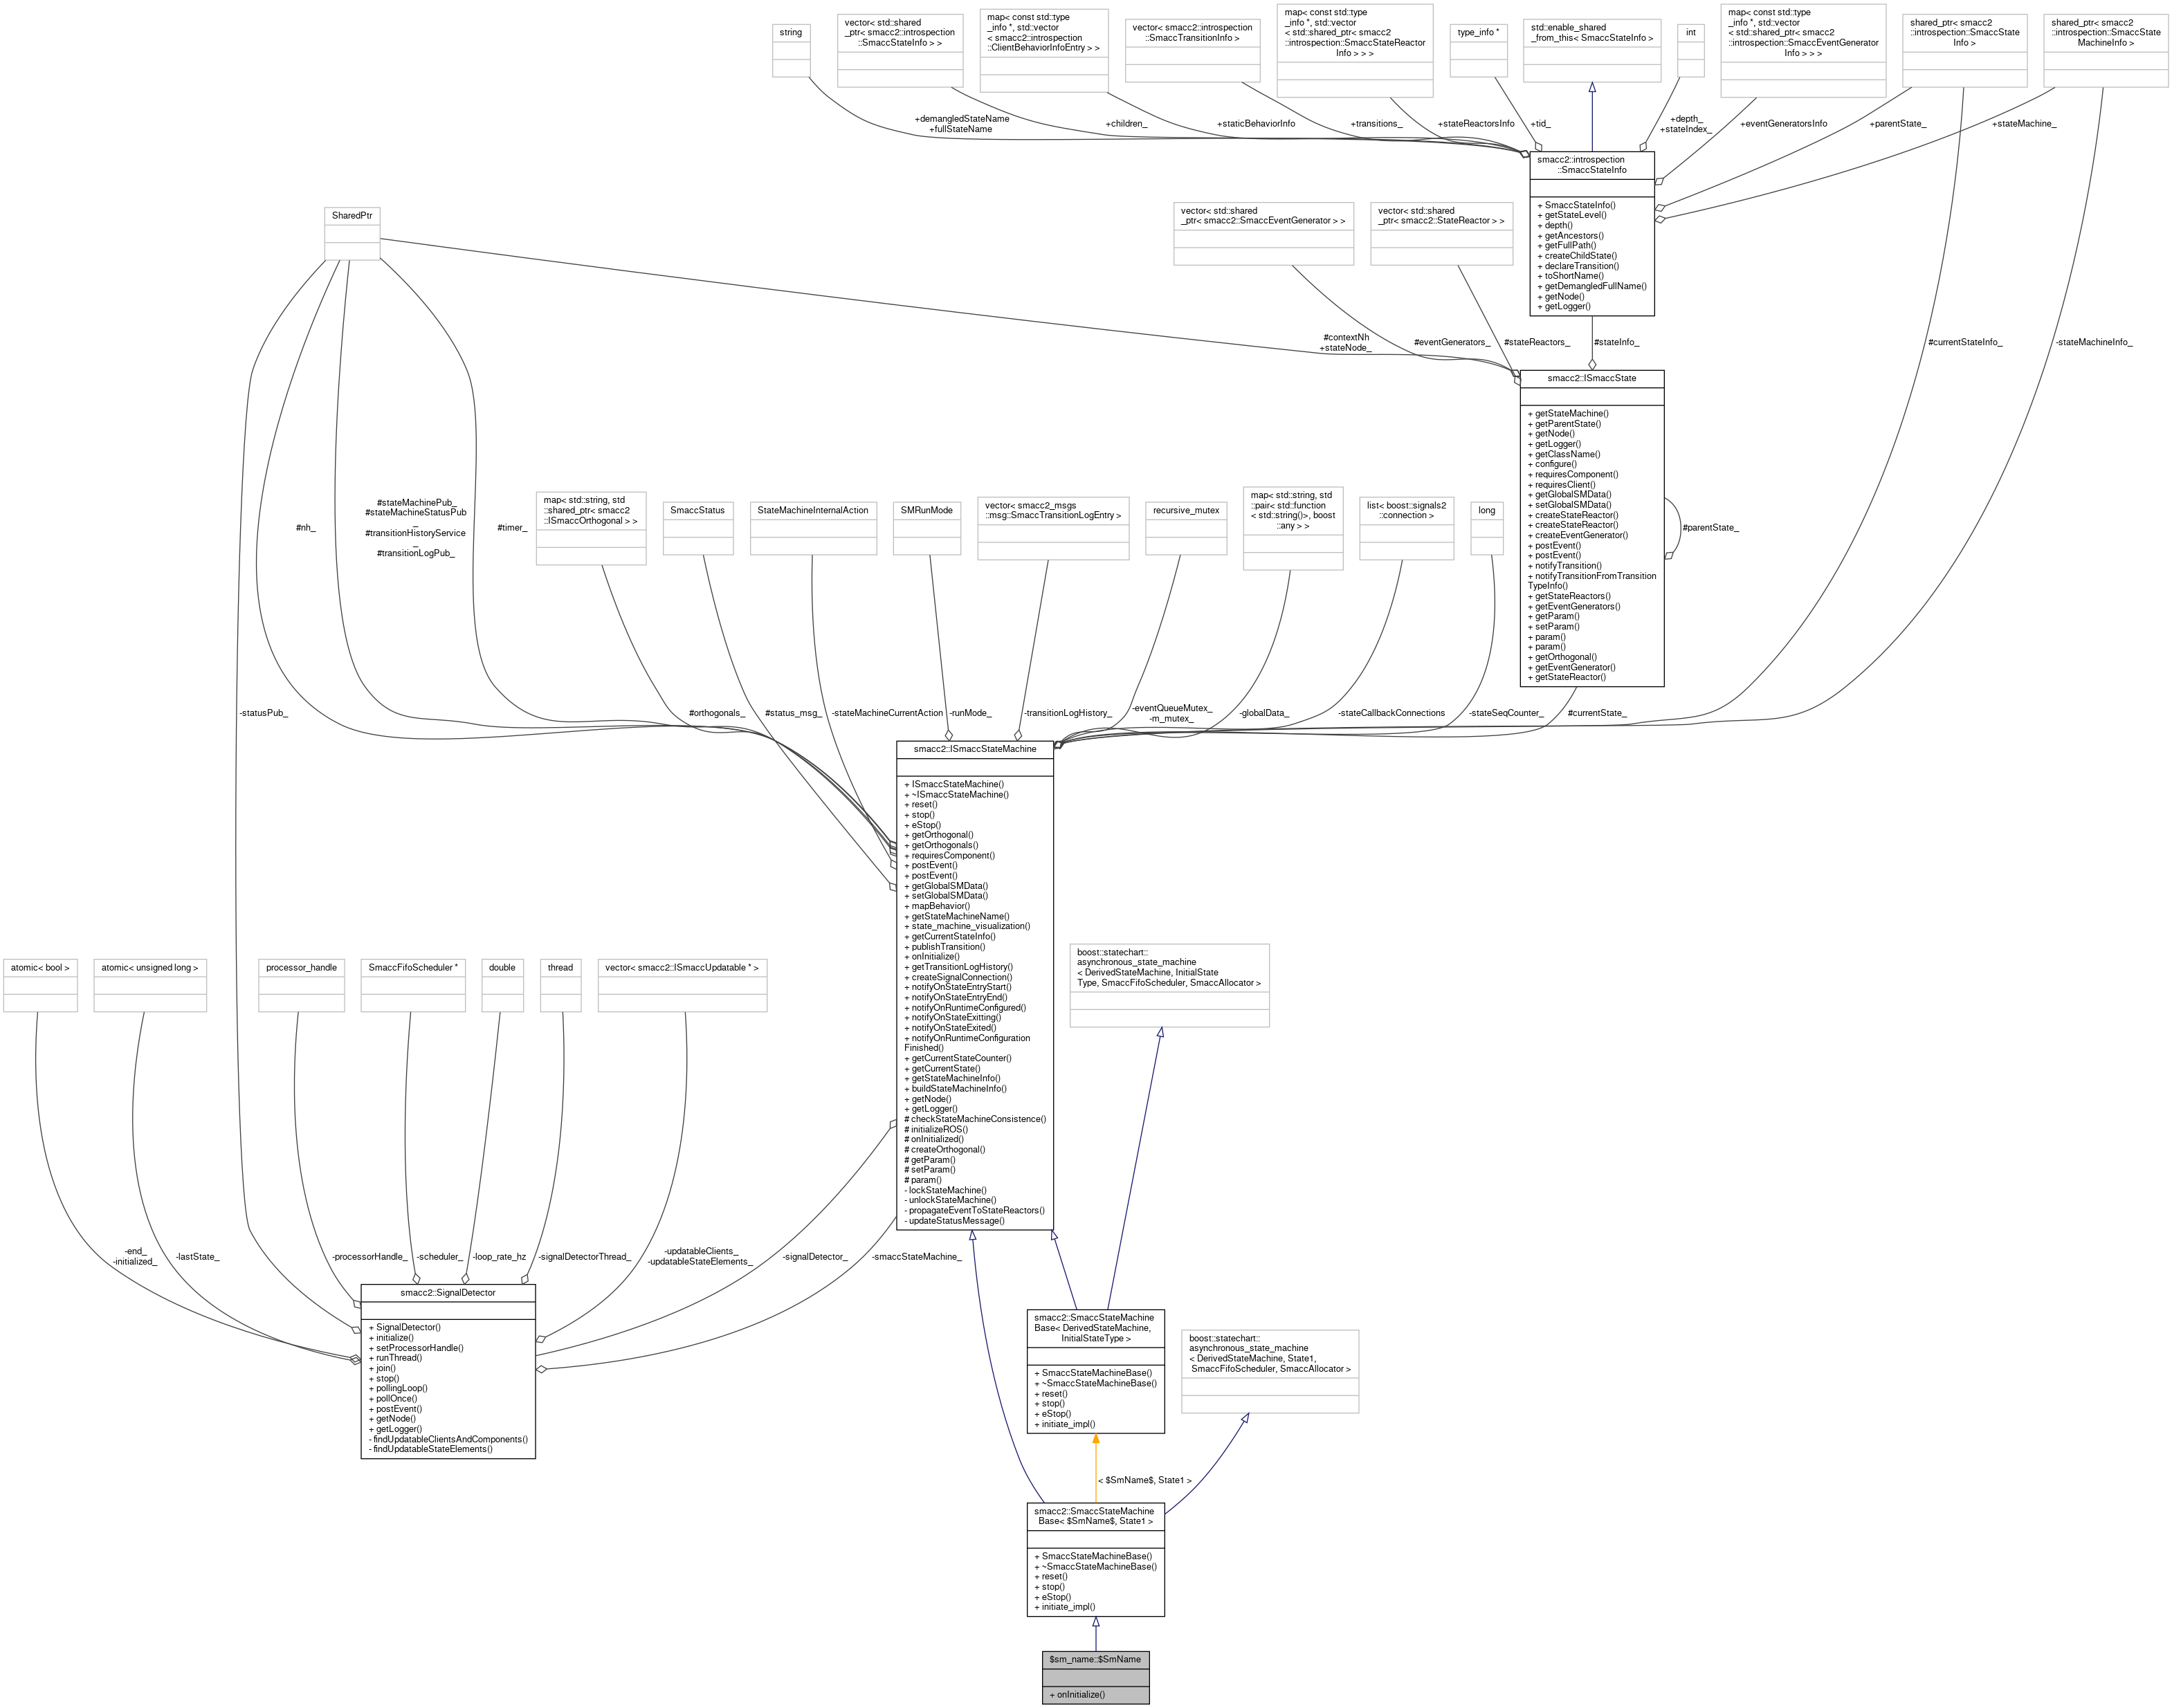 string
vector< std::shared
_ptr< smacc2::introspection
::SmaccStateInfo > >
map< const std::type
_info *, std::vector
< smacc2::introspection
::ClientBehaviorInfoEntry > >
vector< smacc2::introspection
::SmaccTransitionInfo >
map< const std::type
_info *, std::vector
< std::shared_ptr< smacc2
::introspection::SmaccStateReactor
Info > > >
type_info *
std::enable_shared
_from_this< SmaccStateInfo >
int
map< const std::type
_info *, std::vector
< std::shared_ptr< smacc2
::introspection::SmaccEventGenerator
Info > > >
shared_ptr< smacc2
::introspection::SmaccState
Info >
shared_ptr< smacc2
::introspection::SmaccState
MachineInfo >
+demangledStateName
+fullStateName
+children_
+staticBehaviorInfo
+transitions_
+stateReactorsInfo
+tid_
+depth_
+stateIndex_
+eventGeneratorsInfo
+parentState_
+stateMachine_
smacc2::introspection
::SmaccStateInfo
+ SmaccStateInfo()
+ getStateLevel()
+ depth()
+ getAncestors()
+ getFullPath()
+ createChildState()
+ declareTransition()
+ toShortName()
+ getDemangledFullName()
+ getNode()
+ getLogger()
SharedPtr
vector< std::shared
_ptr< smacc2::SmaccEventGenerator > >
vector< std::shared
_ptr< smacc2::StateReactor > >
#contextNh
+stateNode_
#eventGenerators_
#stateReactors_
#stateInfo_
#currentStateInfo_
-stateMachineInfo_
smacc2::ISmaccState
+ getStateMachine()
+ getParentState()
+ getNode()
+ getLogger()
+ getClassName()
+ configure()
+ requiresComponent()
+ requiresClient()
+ getGlobalSMData()
+ setGlobalSMData()
+ createStateReactor()
+ createStateReactor()
+ createEventGenerator()
+ postEvent()
+ postEvent()
+ notifyTransition()
+ notifyTransitionFromTransition
TypeInfo()
+ getStateReactors()
+ getEventGenerators()
+ getParam()
+ setParam()
+ param()
+ param()
+ getOrthogonal()
+ getEventGenerator()
+ getStateReactor()
#parentState_
#nh_
#stateMachinePub_
#stateMachineStatusPub
_
#transitionHistoryService
_
#transitionLogPub_
#timer_
map< std::string, std
::shared_ptr< smacc2
::ISmaccOrthogonal > >
SmaccStatus
StateMachineInternalAction
SMRunMode
vector< smacc2_msgs
::msg::SmaccTransitionLogEntry >
recursive_mutex
map< std::string, std
::pair< std::function
< std::string()>, boost
::any > >
list< boost::signals2
::connection >
long
-statusPub_
#orthogonals_
#status_msg_
-stateMachineCurrentAction
-runMode_
-transitionLogHistory_
-eventQueueMutex_
-m_mutex_
-globalData_
-stateCallbackConnections
-stateSeqCounter_
#currentState_
smacc2::ISmaccStateMachine
+ ISmaccStateMachine()
+ ~ISmaccStateMachine()
+ reset()
+ stop()
+ eStop()
+ getOrthogonal()
+ getOrthogonals()
+ requiresComponent()
+ postEvent()
+ postEvent()
+ getGlobalSMData()
+ setGlobalSMData()
+ mapBehavior()
+ getStateMachineName()
+ state_machine_visualization()
+ getCurrentStateInfo()
+ publishTransition()
+ onInitialize()
+ getTransitionLogHistory()
+ createSignalConnection()
+ notifyOnStateEntryStart()
+ notifyOnStateEntryEnd()
+ notifyOnRuntimeConfigured()
+ notifyOnStateExitting()
+ notifyOnStateExited()
+ notifyOnRuntimeConfiguration
Finished()
+ getCurrentStateCounter()
+ getCurrentState()
+ getStateMachineInfo()
+ buildStateMachineInfo()
+ getNode()
+ getLogger()
# checkStateMachineConsistence()
# initializeROS()
# onInitialized()
# createOrthogonal()
# getParam()
# setParam()
# param()
- lockStateMachine()
- unlockStateMachine()
- propagateEventToStateReactors()
- updateStatusMessage()
atomic< bool >
atomic< unsigned long >
processor_handle
SmaccFifoScheduler *
double
thread
vector< smacc2::ISmaccUpdatable * >
boost::statechart::
asynchronous_state_machine
< DerivedStateMachine, InitialState
Type, SmaccFifoScheduler, SmaccAllocator >
-end_
-initialized_
-lastState_
-processorHandle_
-scheduler_
-loop_rate_hz
-signalDetectorThread_
-updatableClients_
-updatableStateElements_
-signalDetector_
-smaccStateMachine_
smacc2::SignalDetector
+ SignalDetector()
+ initialize()
+ setProcessorHandle()
+ runThread()
+ join()
+ stop()
+ pollingLoop()
+ pollOnce()
+ postEvent()
+ getNode()
+ getLogger()
- findUpdatableClientsAndComponents()
- findUpdatableStateElements()
smacc2::SmaccStateMachine
Base< DerivedStateMachine,
InitialStateType >
+ SmaccStateMachineBase()
+ ~SmaccStateMachineBase()
+ reset()
+ stop()
+ eStop()
+ initiate_impl()
boost::statechart::
asynchronous_state_machine
< DerivedStateMachine, State1,
SmaccFifoScheduler, SmaccAllocator >
< $SmName$, State1 >
smacc2::SmaccStateMachine
Base< $SmName$, State1 >
+ SmaccStateMachineBase()
+ ~SmaccStateMachineBase()
+ reset()
+ stop()
+ eStop()
+ initiate_impl()
$sm_name::$SmName
+ onInitialize()